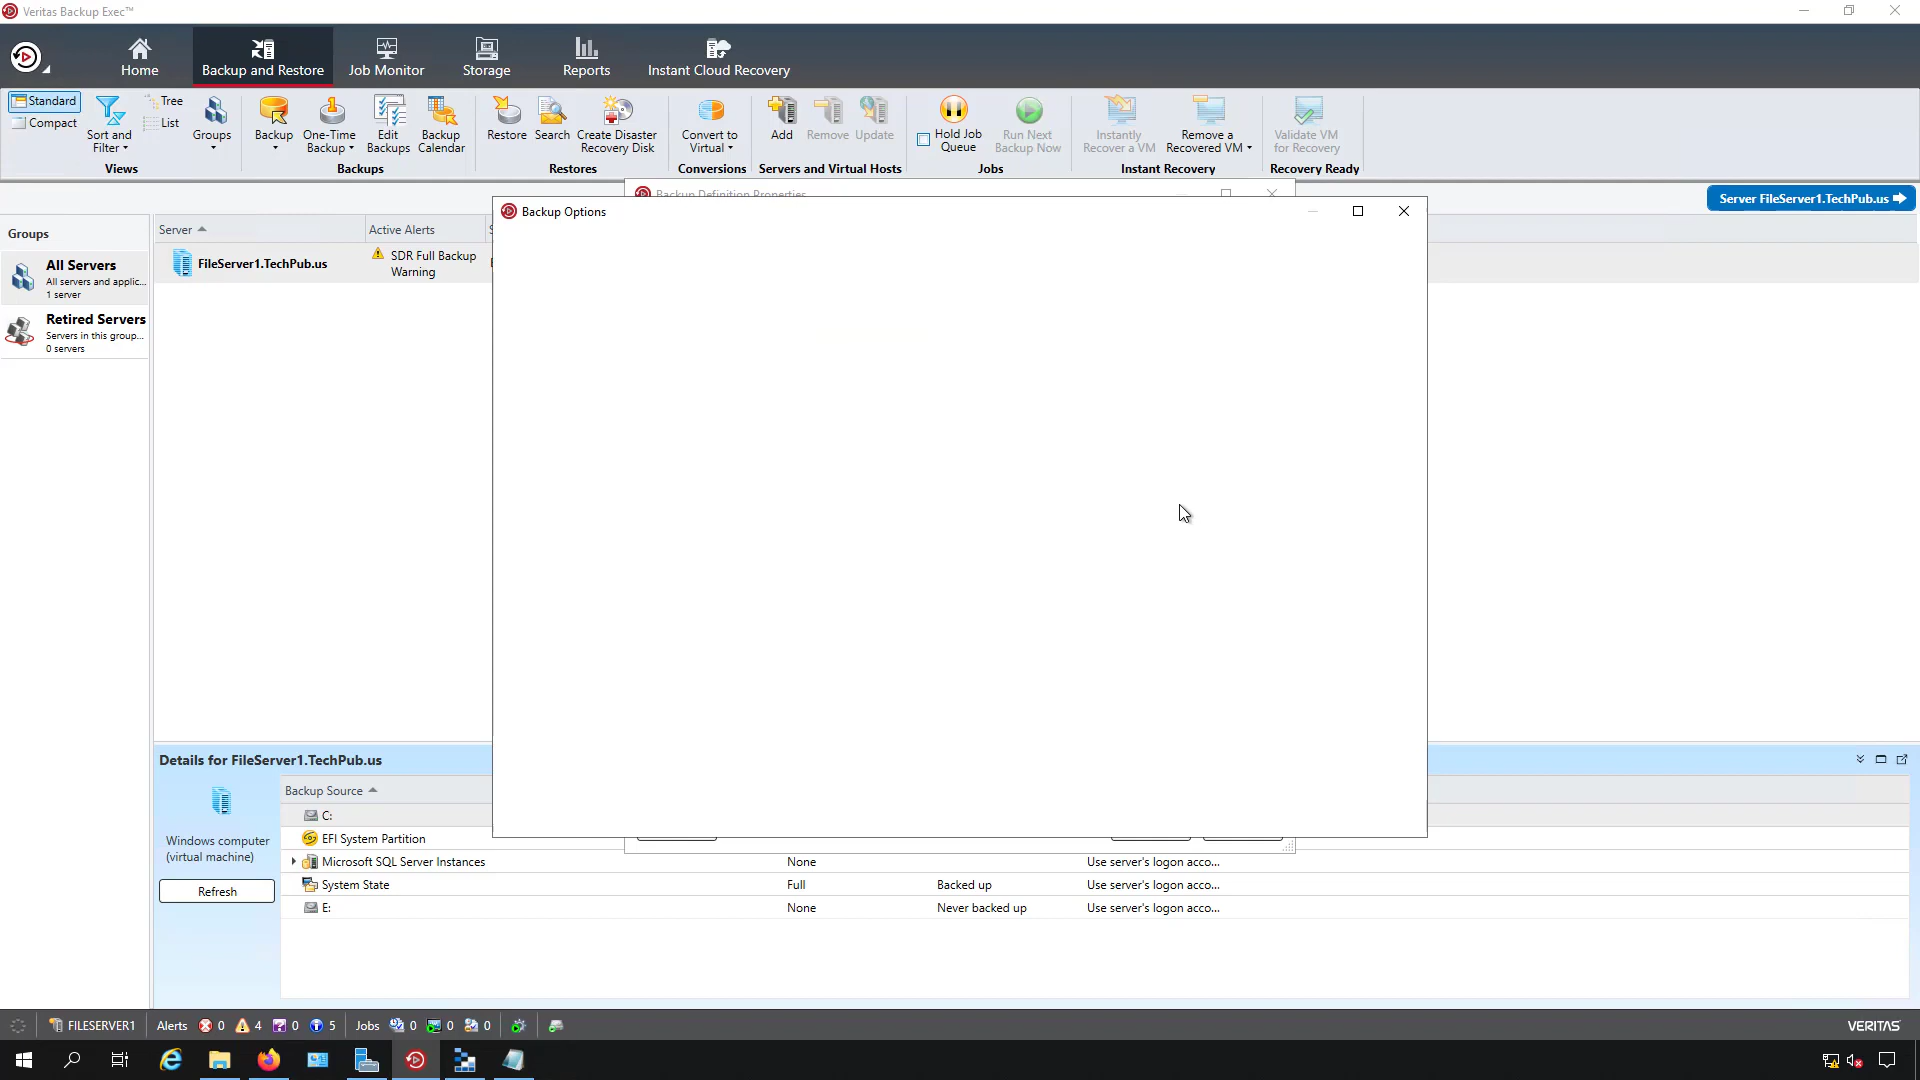 Veritas Backup Exec™
Home
Backup and Restore
Job Monitor
Storage
Reports
Instant Cloud Recovery
Standard
Compact
Sort and
Filter
Tree
List
Groups
Views
Backup
One-Time
Backup
Edit
Backups
Backup
Calendar
Backups
Restore
Search
Create Disaster
Recovery Disk
Restores
Convert to
Virtual
Conversions
Add
Remove
Update
Servers and Virtual Hosts
Hold Job
Queue
Run Next
Backup Now
Jobs
Instantly
Recover a VM
Remove a
Recovered VM
Instant Recovery
Validate VM
for Recovery
Recovery Ready
Backup Definition Properties
Server FileServer1.TechPub.us
Backup Options
Groups
All Servers
All servers and applic...
1 server
Retired Servers
Servers in this group...
0 servers
Server
Active Alerts
FileServer1.TechPub.us
SDR Full Backup
Warning
Details for FileServer1.TechPub.us
Windows computer
(virtual machine)
Refresh
Backup Source
C:
EFI System Partition
Microsoft SQL Server Instances None Use server's logon acco...
System State Full Backed up Use server's logon acco...
E: None Never backed up Use server's logon acco...
FILESERVER1 Alerts 0 4 0 5 Jobs 0 0 0
VERITAS